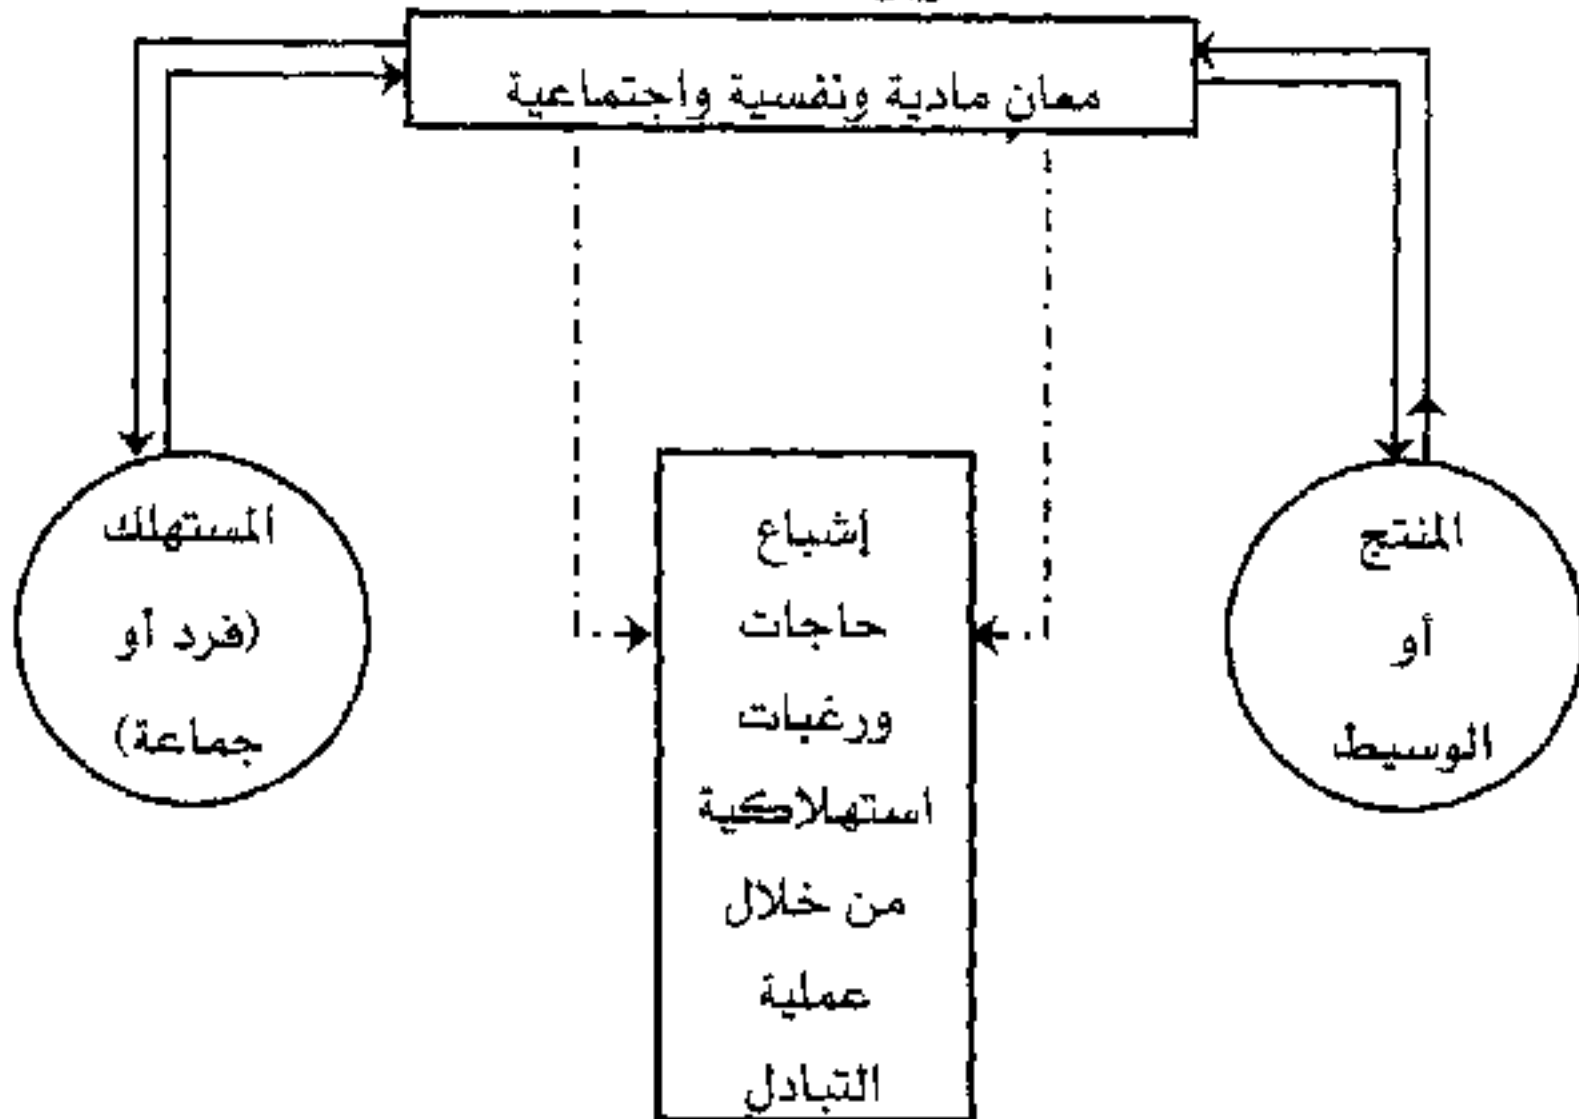 معان مادية ونفسية واجتماعية
المنتج
أو
الوسيط
إشباع
حاجات
ورغبات
استهلاكية
من خلال
عملية
التبادل
المستهلك
(فرد أو
جماعة)